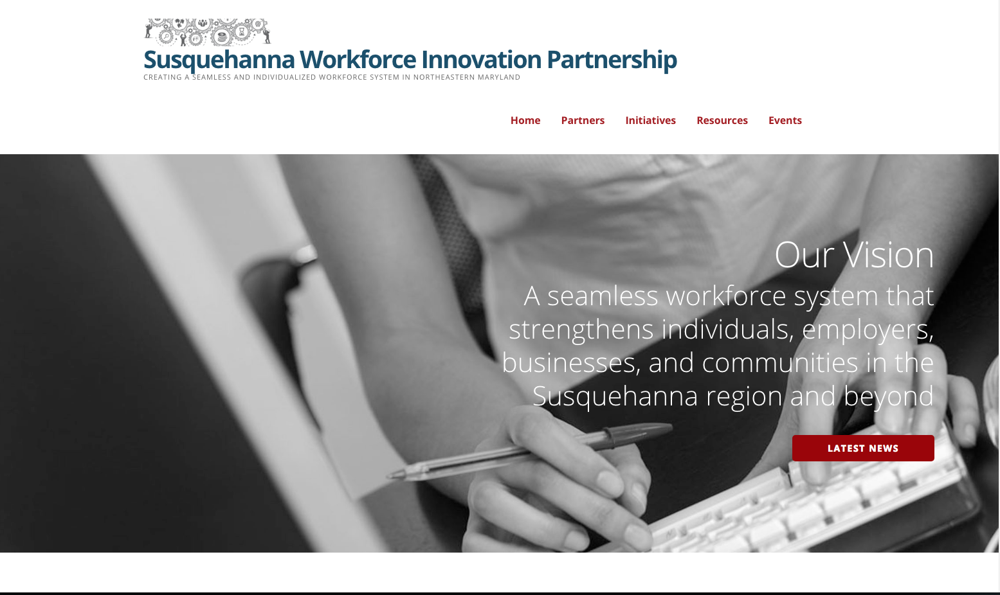 Susquehanna Workforce Innovation Partnership
CREATING A SEAMLESS AND INDIVIDUALIZED WORKFORCE SYSTEM IN NORTHEASTERN MARYLAND
Home Partners Initiatives Resources Events
Our Vision
A seamless workforce system that
strengthens individuals, employers,
businesses, and communities in the
Susquehanna region and beyond
LATEST NEWS